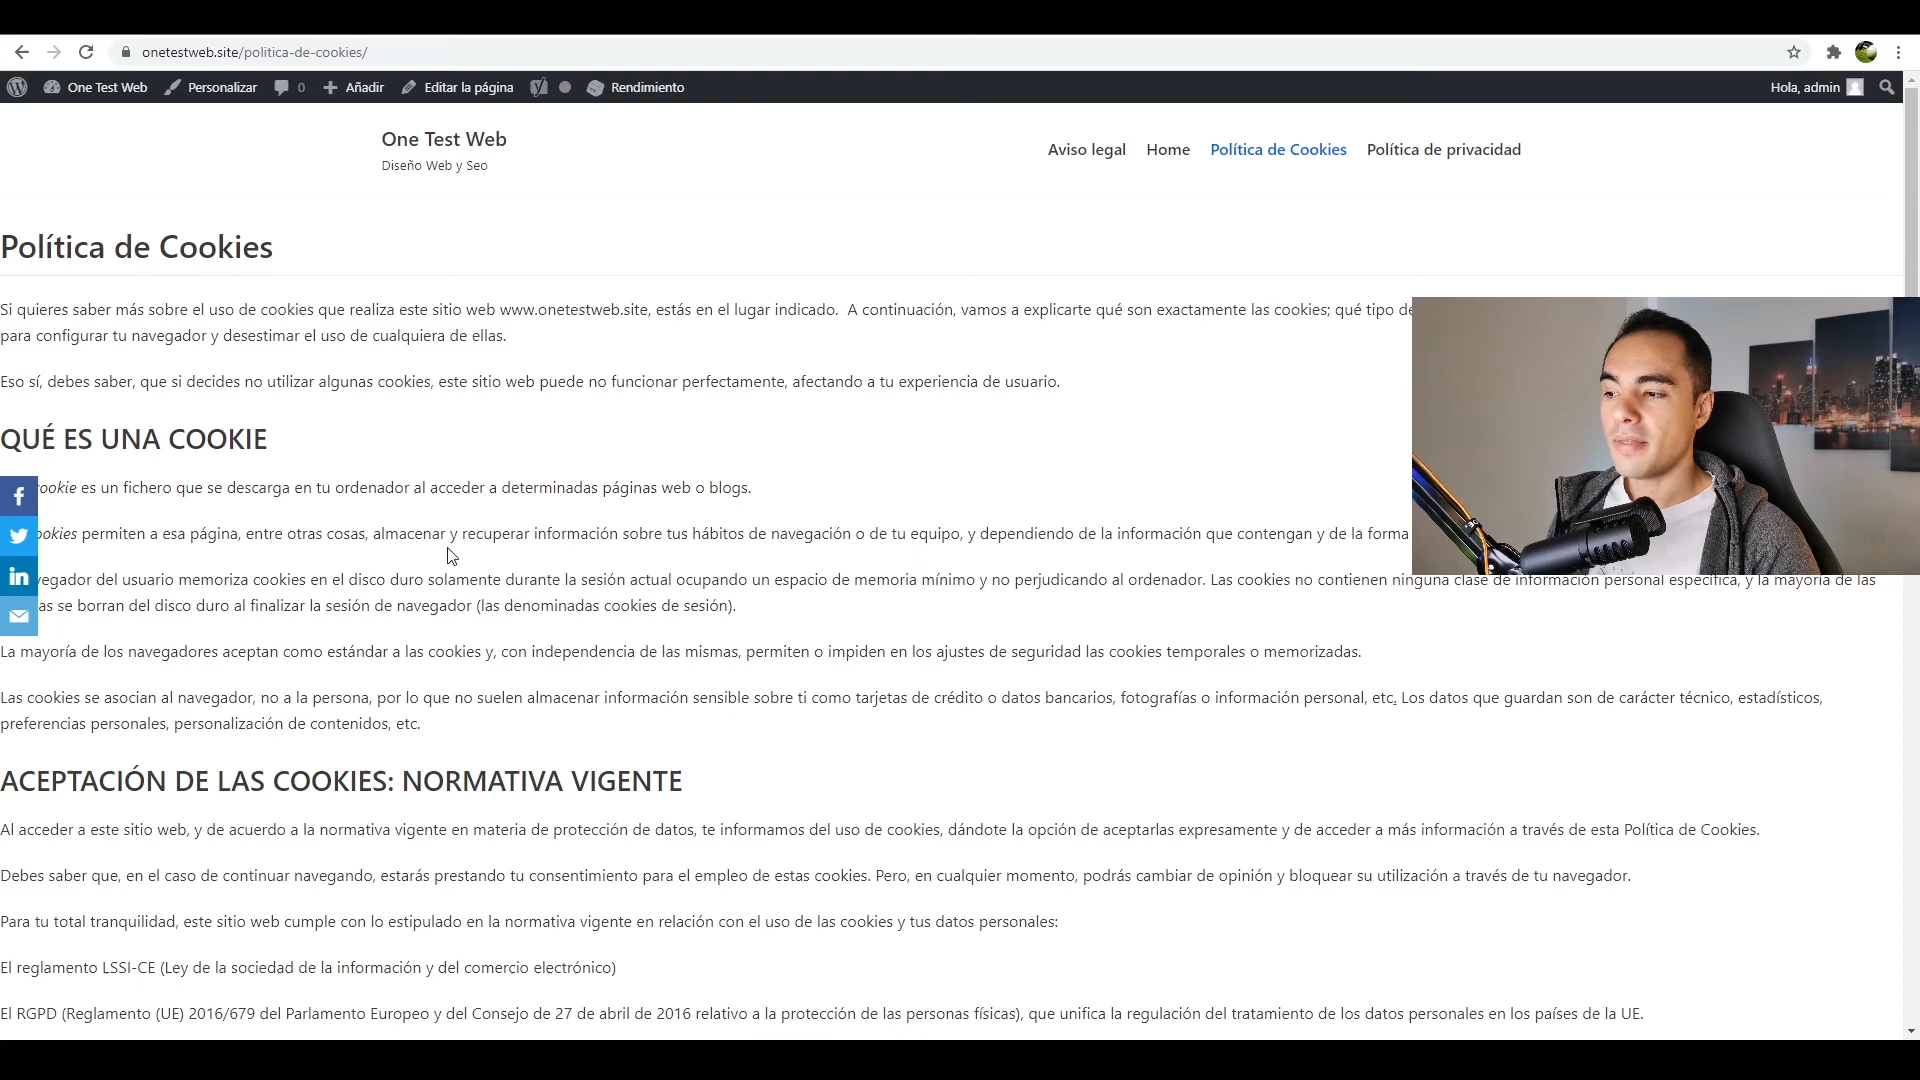 onetestweb.site/politica-de-cookies/
One Test Web Personalizar 0 Añadir Editar la página Rendimiento Hola, admin
One Test Web
Diseño Web y Seo
Aviso legal Home Política de Cookies Política de privacidad
Política de Cookies
Si quieres saber más sobre el uso de cookies que realiza este sitio web www.onetestweb.site, estás en el lugar indicado. A continuación, vamos a explicarte qué son exactamente las cookies; qué tipo de
para configurar tu navegador y desestimar el uso de cualquiera de ellas.
Eso sí, debes saber, que si decides no utilizar algunas cookies, este sitio web puede no funcionar perfectamente, afectando a tu experiencia de usuario.
QUÉ ES UNA COOKIE
cookie es un fichero que se descarga en tu ordenador al acceder a determinadas páginas web o blogs.
ookies permiten a esa página, entre otras cosas, almacenar y recuperar información sobre tus hábitos de navegación o de tu equipo, y dependiendo de la información que contengan y de la forma
vegador del usuario memoriza cookies en el disco duro solamente durante la sesión actual ocupando un espacio de memoria mínimo y no perjudicando al ordenador. Las cookies no contienen ninguna clase de información personal específica, y la mayoría de las
as se borran del disco duro al finalizar la sesión de navegador (las denominadas cookies de sesión).
La mayoría de los navegadores aceptan como estándar a las cookies y, con independencia de las mismas, permiten o impiden en los ajustes de seguridad las cookies temporales o memorizadas.
Las cookies se asocian al navegador, no a la persona, por lo que no suelen almacenar información sensible sobre ti como tarjetas de crédito o datos bancarios, fotografías o información personal, etc. Los datos que guardan son de carácter técnico, estadísticos,
preferencias personales, personalización de contenidos, etc.
ACEPTACIÓN DE LAS COOKIES: NORMATIVA VIGENTE
Al acceder a este sitio web, y de acuerdo a la normativa vigente en materia de protección de datos, te informamos del uso de cookies, dándote la opción de aceptarlas expresamente y de acceder a más información a través de esta Política de Cookies.
Debes saber que, en el caso de continuar navegando, estarás prestando tu consentimiento para el empleo de estas cookies. Pero, en cualquier momento, podrás cambiar de opinión y bloquear su utilización a través de tu navegador.
Para tu total tranquilidad, este sitio web cumple con lo estipulado en la normativa vigente en relación con el uso de las cookies y tus datos personales:
El reglamento LSSI-CE (Ley de la sociedad de la información y del comercio electrónico)
El RGPD (Reglamento (UE) 2016/679 del Parlamento Europeo y del Consejo de 27 de abril de 2016 relativo a la protección de las personas físicas), que unifica la regulación del tratamiento de los datos personales en los países de la UE.